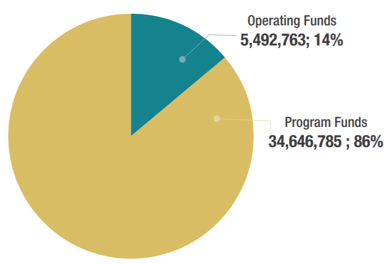 Operating Funds
5,492,763; 14%
Program Funds
34,646,785 ; 86%